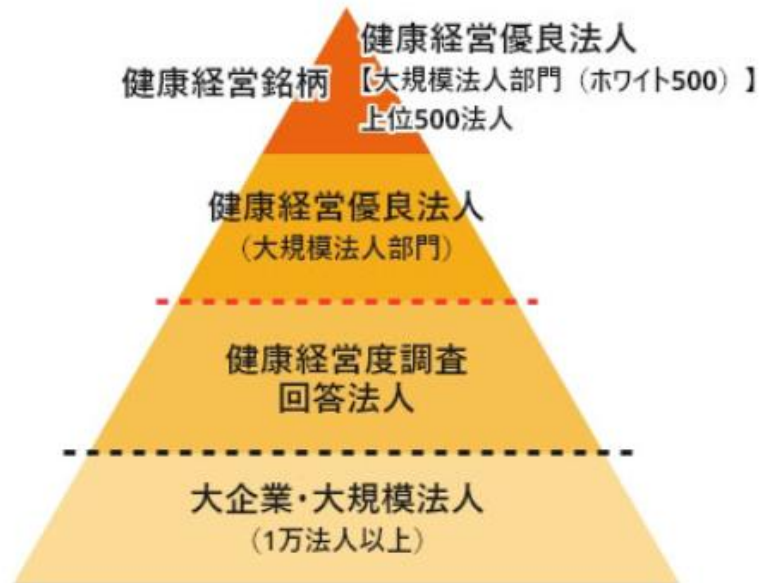 健康経営銘柄
健康経営優良法人
【大規模法人部門（ホワイト500）】
上位500法人
健康経営優良法人
（大規模法人部門）
健康経営度調査
回答法人
大企業・大規模法人
（1万法人以上）